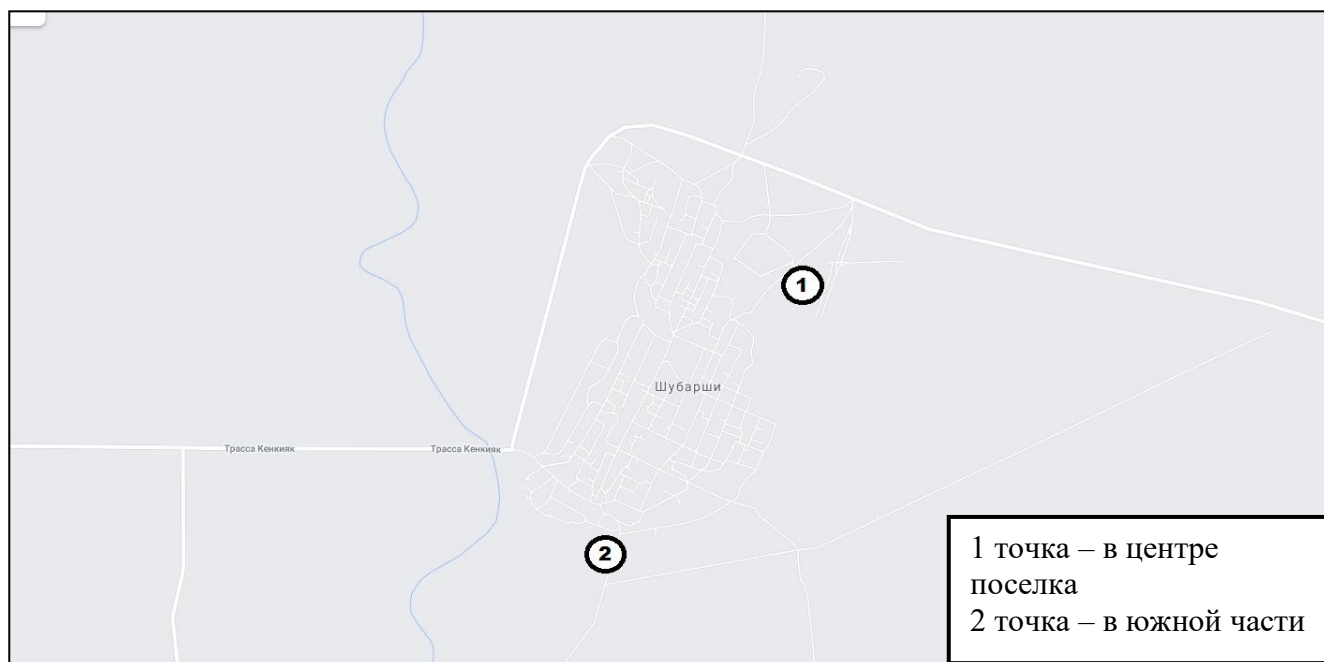 1
Шубарши
Трасса Кенкияк
Трасса Кенкияк
2
1 точка – в центре
поселка
2 точка – в южной части